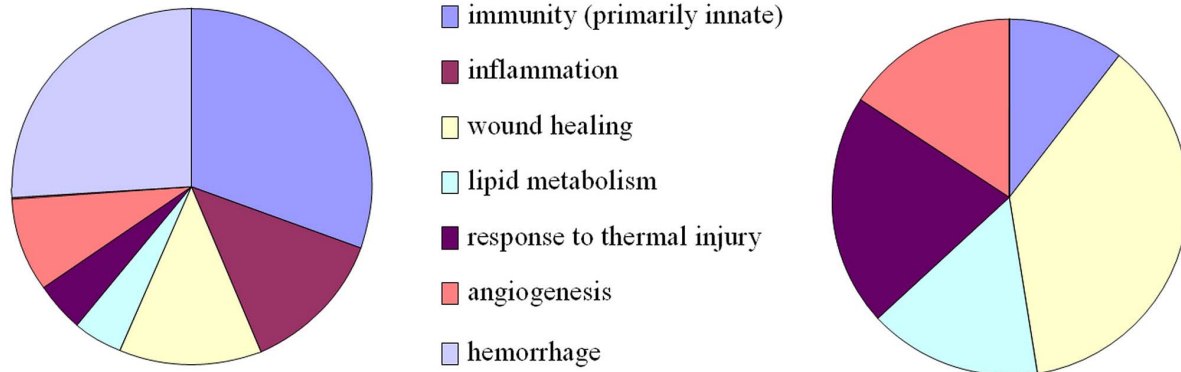 immunity (primarily innate)
inflammation
wound healing
lipid metabolism
response to thermal injury
angiogenesis
hemorrhage